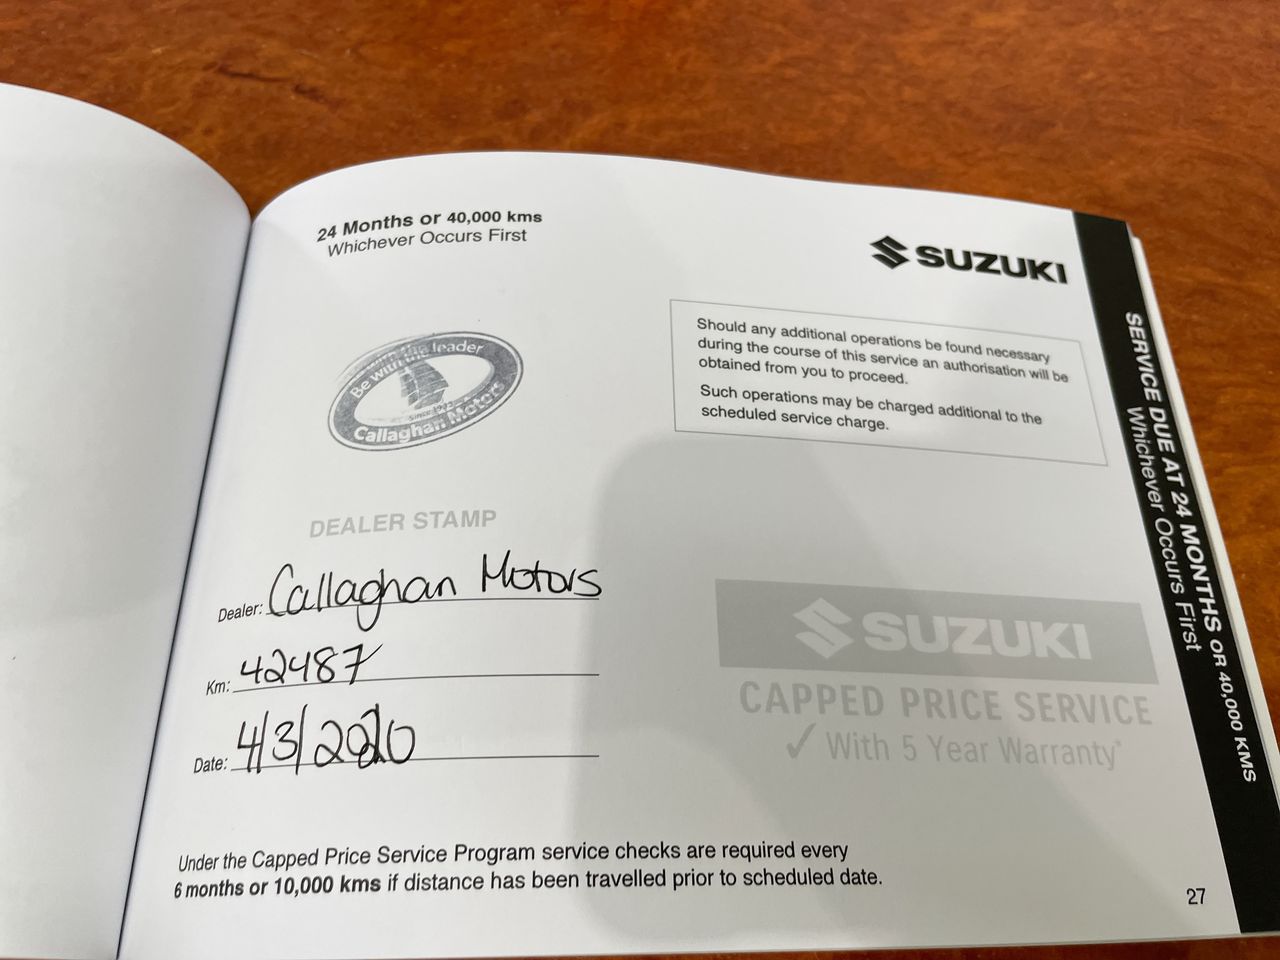 24 Months or 40,000 kms
Whichever Occurs First
SUZUKI
Should any additional operations be found necessary
during the course of this service an authorisation will be
obtained from you to proceed.
Such operations may be charged additional to the
scheduled service charge.
Be with the leader
Since
Callaghan Motors
DEALER STAMP
Dealer: Callaghan Motors
Km: 42487
Date: 4/3/2020
SUZUKI
CAPPED PRICE SERVICE
✓ With 5 Year Warranty*
Under the Capped Price Service Program service checks are required every
6 months or 10,000 kms if distance has been travelled prior to scheduled date.
27
SERVICE DUE AT 24 MONTHS OR 40,000 KMS
Whichever Occurs First